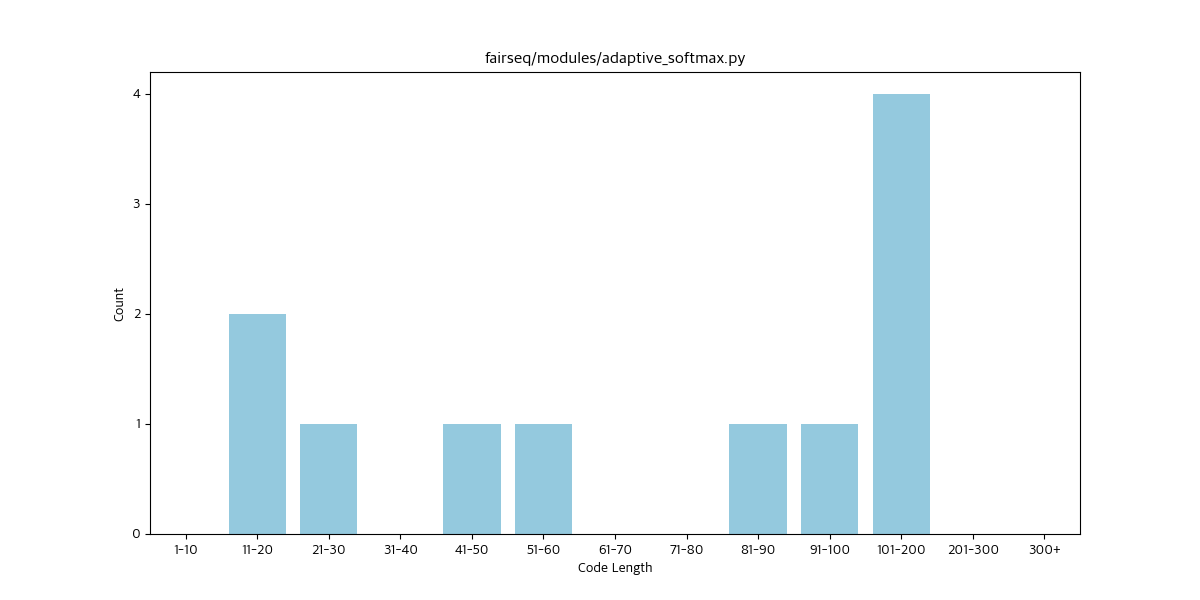 fairseq/modules/adaptive_softmax.py
4
3
2
1
0
Count
1-10 11-20 21-30 31-40 41-50 51-60 61-70 71-80 81-90 91-100 101-200 201-300 300+
Code Length